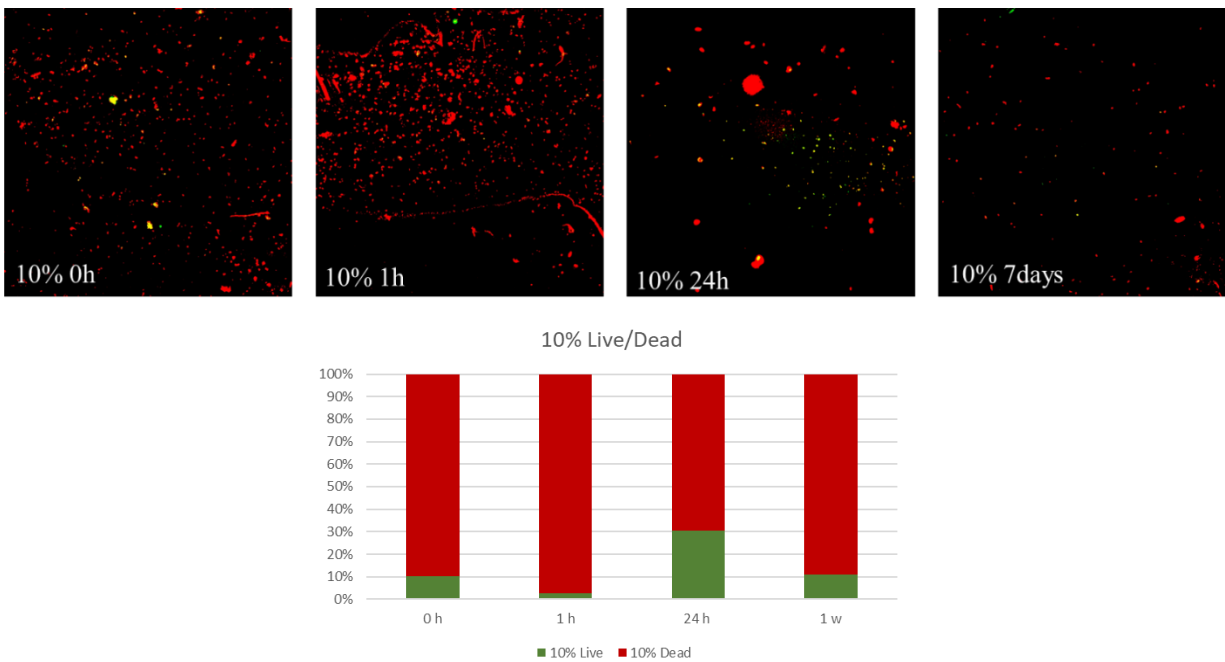 10% 0h
10% 1h
10% 24h
10% 7days
10% Live/Dead
100%
90%
80%
70%
60%
50%
40%
30%
20%
10%
0%
0 h
1 h
24 h
1 w
10% Live
10% Dead